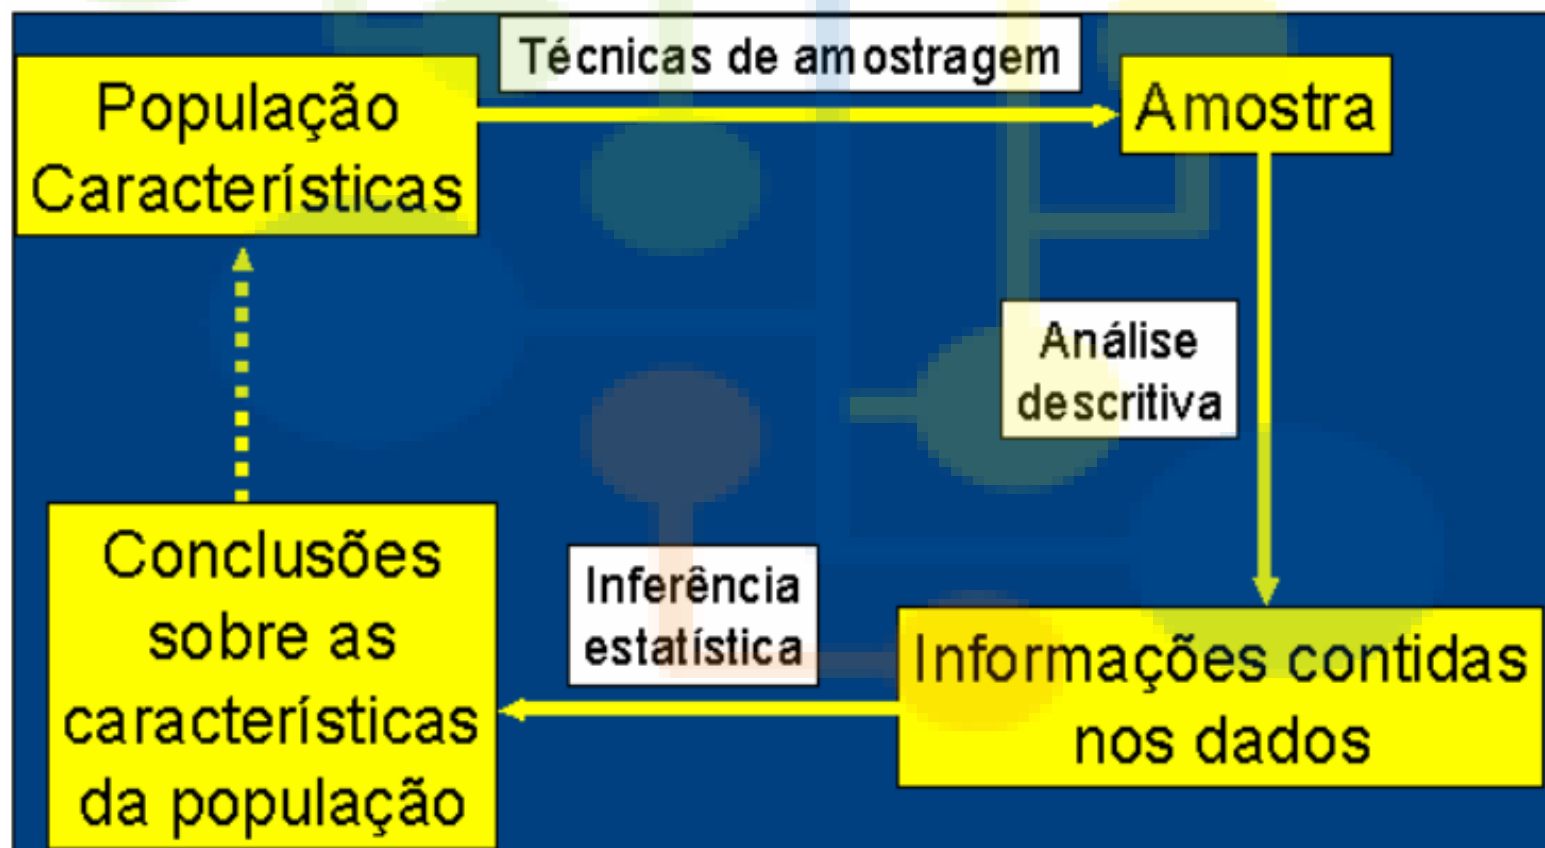 Técnicas de amostragem
População
Características
Amostra
Análise
descritiva
Informações contidas
nos dados
Inferência
estatística
Conclusões
sobre as
características
da população